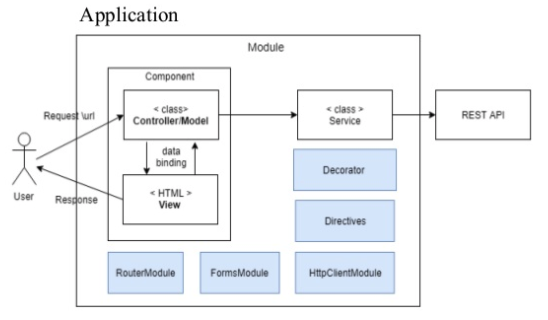 Application
Module
Component
< class>
Controller/Model
< class >
Service
REST API
Request \url
data
binding
Decorator
User
Response
< HTML >
View
Directives
RouterModule
FormsModule
HttpClientModule